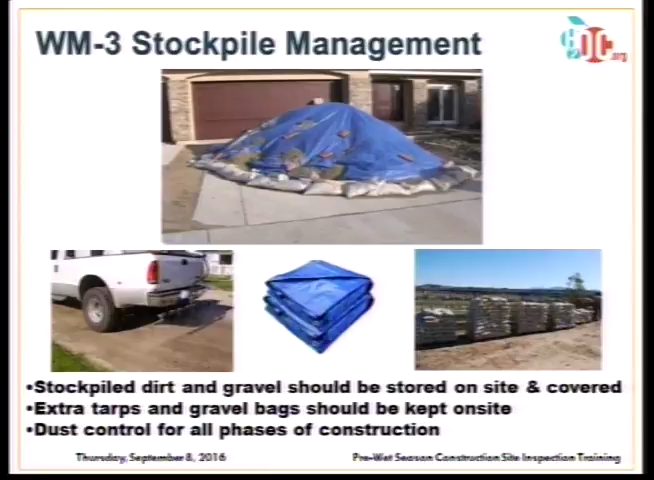 WM-3 Stockpile Management
H2OC.org
•Stockpiled dirt and gravel should be stored on site & covered
•Extra tarps and gravel bags should be kept onsite
•Dust control for all phases of construction
Thursday, September 8, 2016
Pre-Wet Season Construction Site Inspection Training